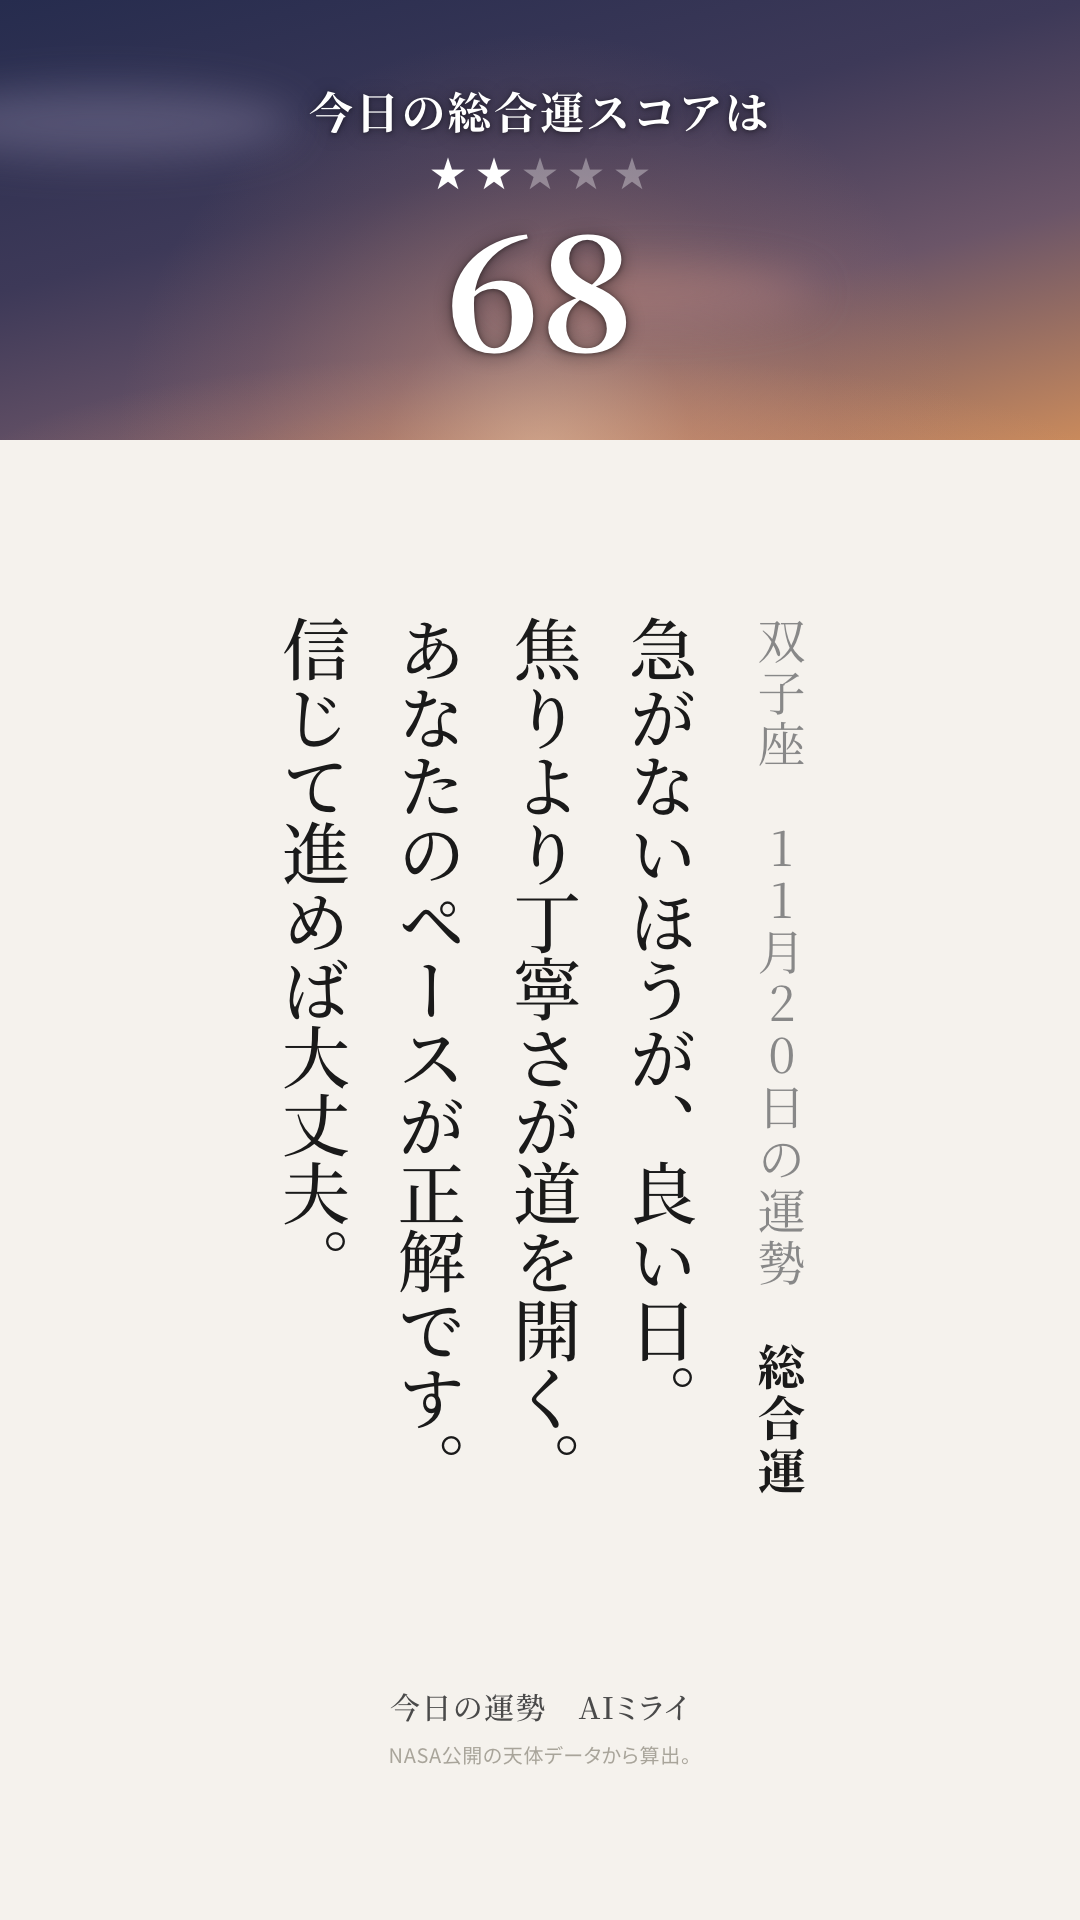 今日の総合運スコアは
★★★★★
68
双子座　11月20日の運勢　総合運
急がないほうが、良い日。
焦りより丁寧さが道を開く。
あなたのペースが正解です。
信じて進めば大丈夫。
今日の運勢　AIミライ
NASA公開の天体データから算出。